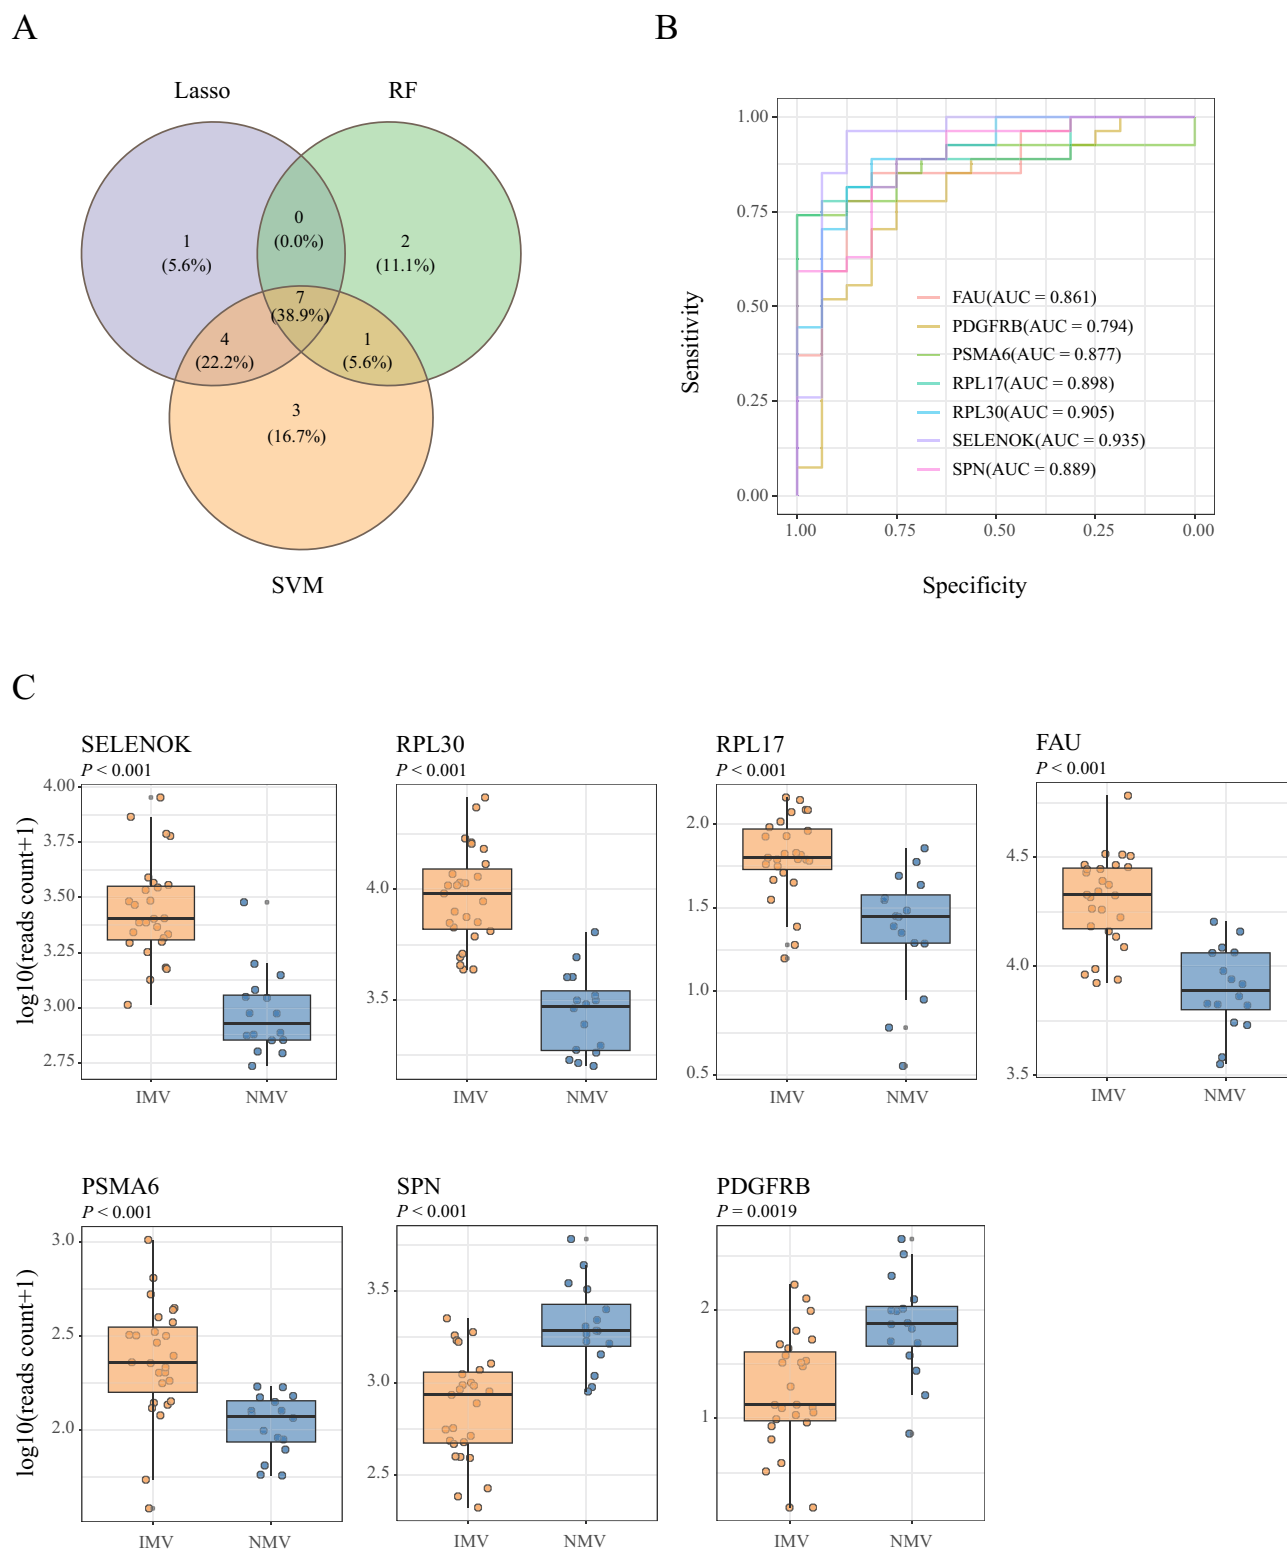 A
B
Lasso
RF
0
(0.0%)
1
(5.6%)
2
(11.1%)
7
(38.9%)
4
(22.2%)
1
(5.6%)
3
(16.7%)
SVM
1.00
0.75
0.50
0.25
0.00
Sensitivity
FAU(AUC = 0.861)
PDGFRB(AUC = 0.794)
PSMA6(AUC = 0.877)
RPL17(AUC = 0.898)
RPL30(AUC = 0.905)
SELENOK(AUC = 0.935)
SPN(AUC = 0.889)
1.00 0.75 0.50 0.25 0.00
Specificity
C
SELENOK
P < 0.001
log10(reads count+1)
4.00
3.75
3.50
3.25
3.00
2.75
IMV NMV
RPL30
P < 0.001
4.0
3.5
IMV NMV
RPL17
P < 0.001
2.0
1.5
1.0
0.5
IMV NMV
FAU
P < 0.001
4.5
4.0
3.5
IMV NMV
PSMA6
P < 0.001
log10(reads count+1)
3.0
2.5
2.0
IMV NMV
SPN
P < 0.001
3.5
3.0
2.5
IMV NMV
PDGFRB
P = 0.0019
2
1
IMV NMV